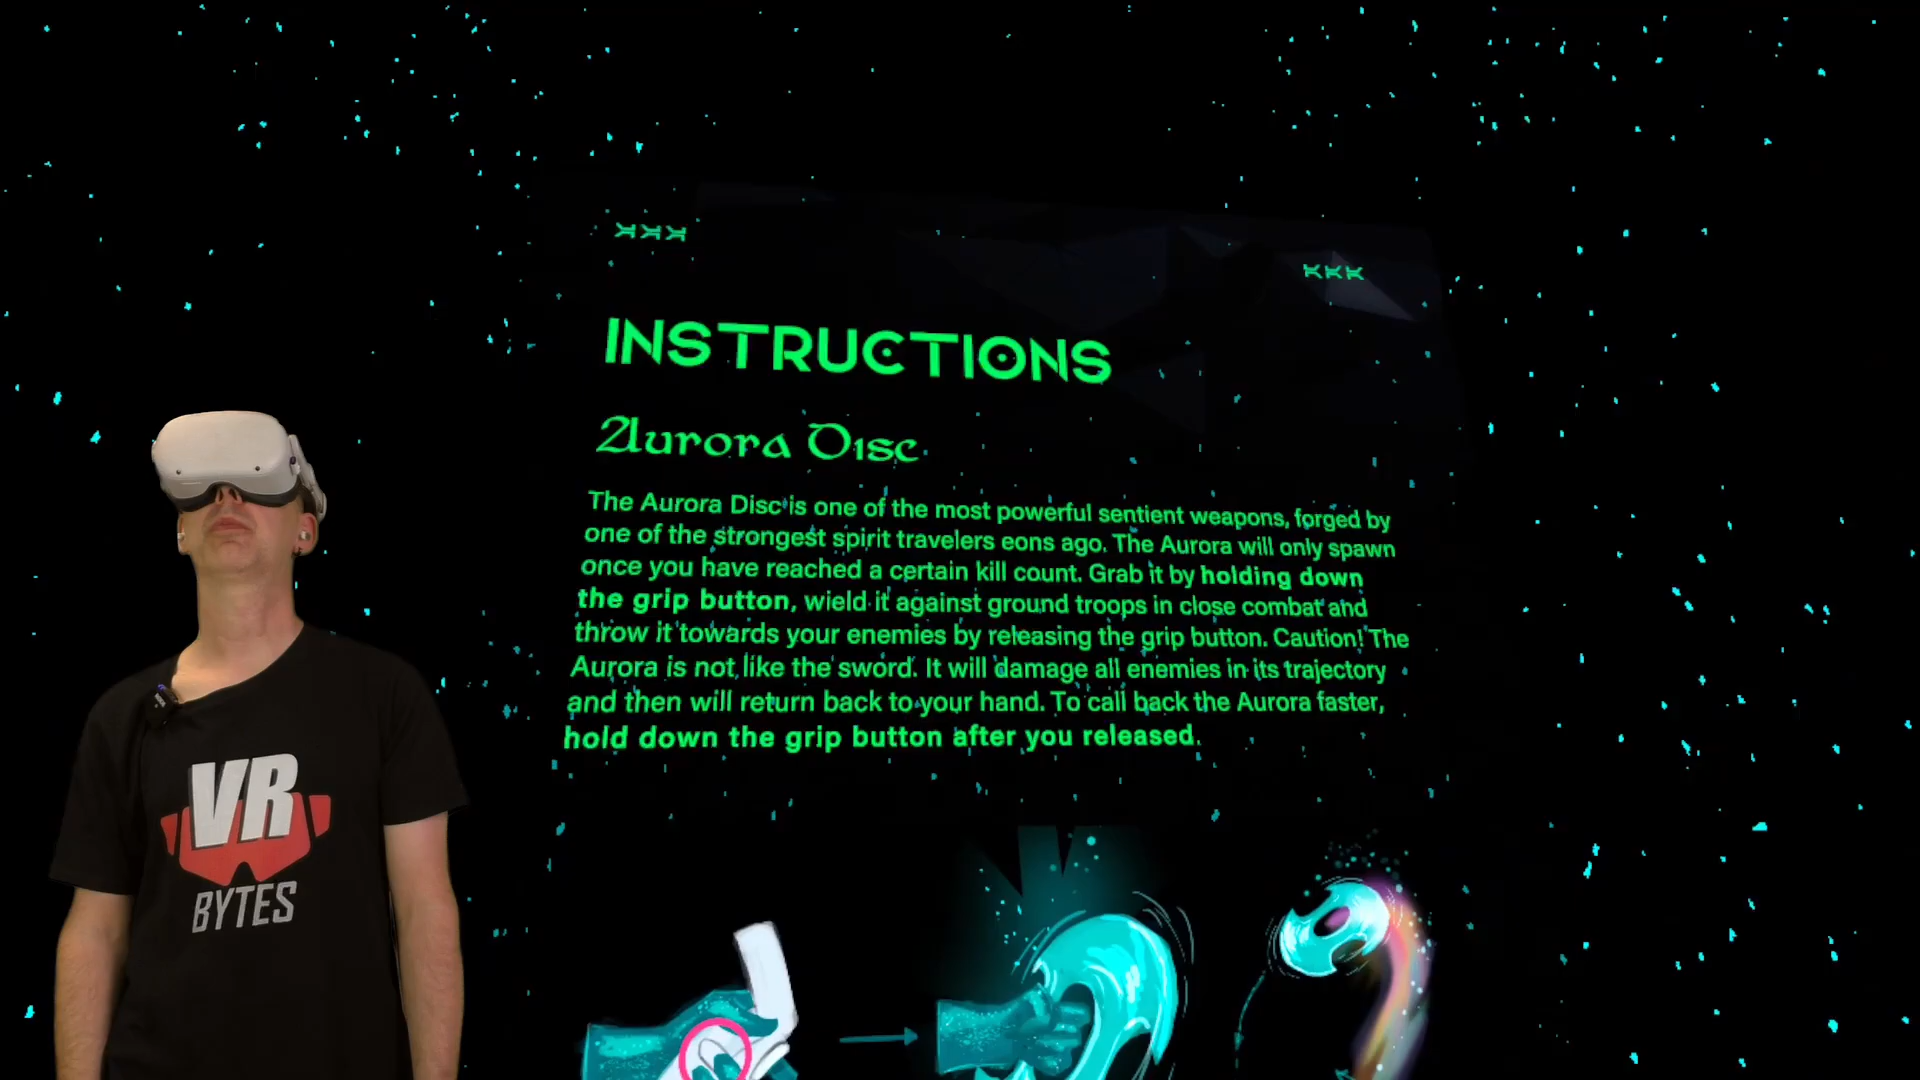 INSTRUCTIONS
Aurora Disc
The Aurora Disc is one of the most powerful sentient weapons, forged by
one of the strongest spirit travelers eons ago. The Aurora will only spawn
once you have reached a certain kill count. Grab it by holding down
the grip button, wield it against ground troops in close combat and
throw it towards your enemies by releasing the grip button. Caution! The
Aurora is not like the sword. It will damage all enemies in its trajectory
and then will return back to your hand. To call back the Aurora faster,
hold down the grip button after you released.
VR
BYTES